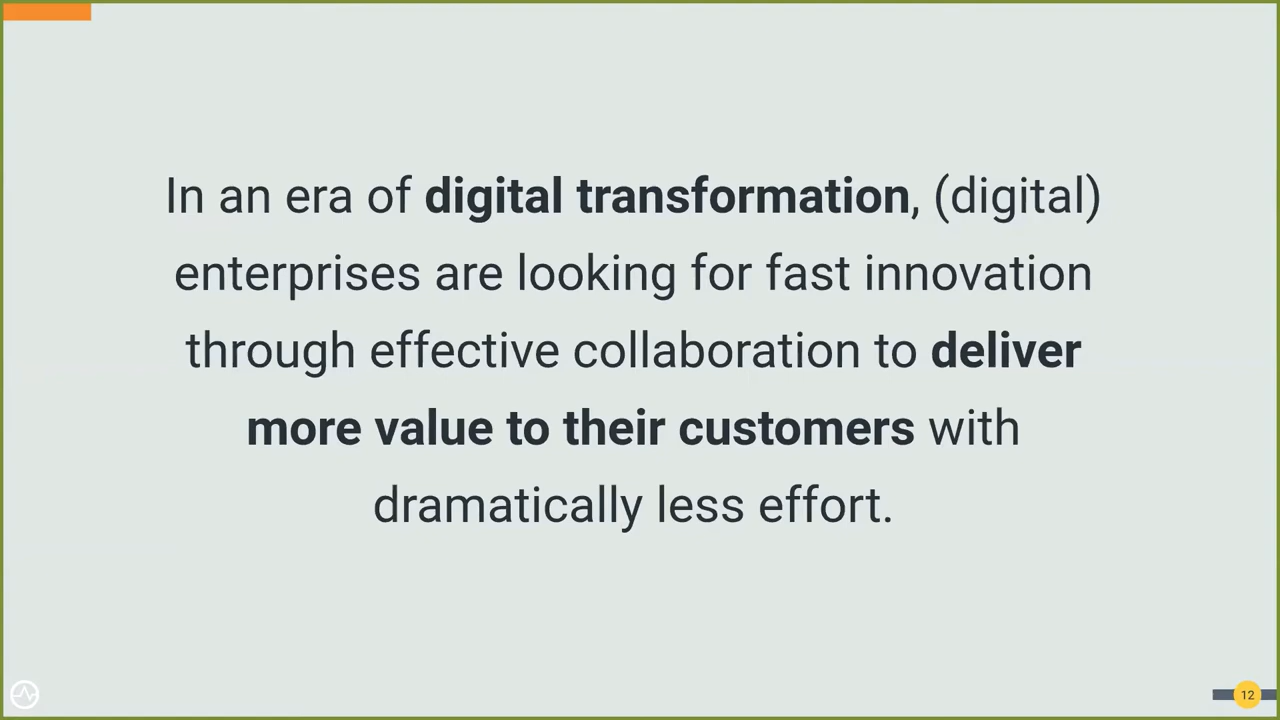 In an era of digital transformation, (digital)
enterprises are looking for fast innovation
through effective collaboration to deliver
more value to their customers with
dramatically less effort.
12